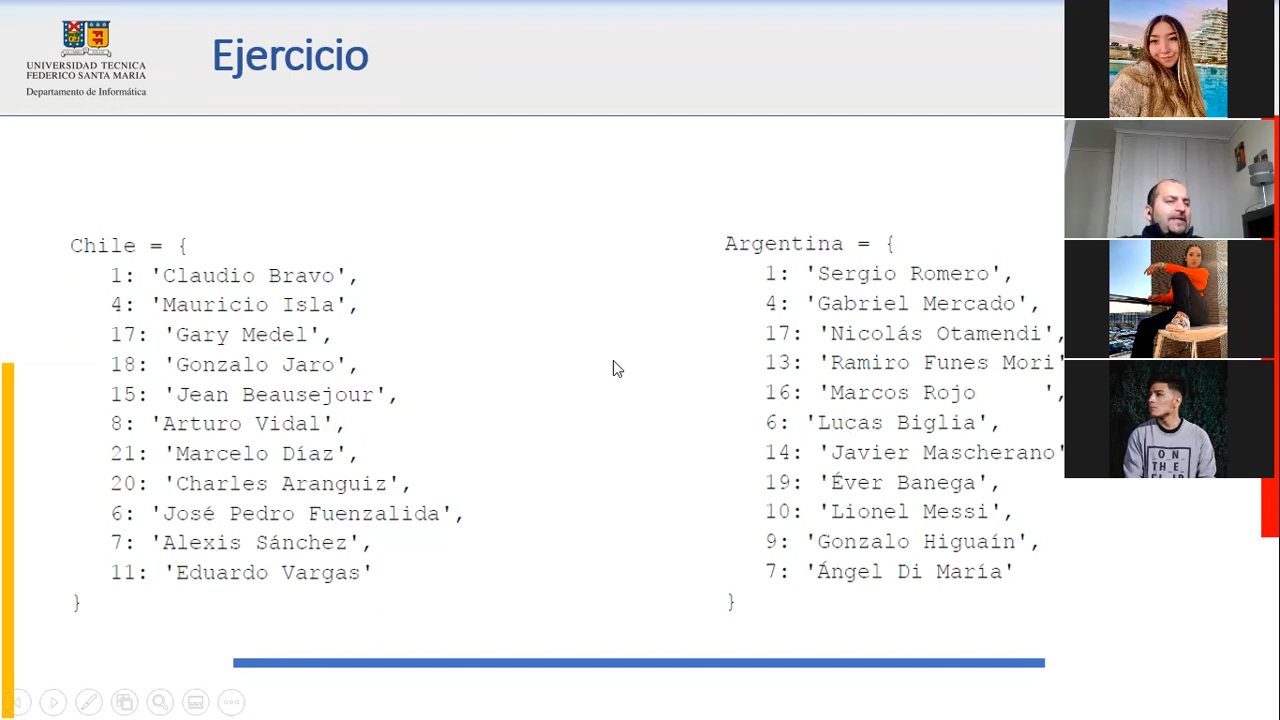 UNIVERSIDAD TECNICA
FEDERICO SANTA MARIA
Departamento de Informática
Ejercicio
Chile = {
1: 'Claudio Bravo',
4: 'Mauricio Isla',
17: 'Gary Medel',
18: 'Gonzalo Jaro',
15: 'Jean Beausejour',
8: 'Arturo Vidal',
21: 'Marcelo Díaz',
20: 'Charles Aranguiz',
6: 'José Pedro Fuenzalida',
7: 'Alexis Sánchez',
11: 'Eduardo Vargas'
}
Argentina = {
1: 'Sergio Romero',
4: 'Gabriel Mercado',
17: 'Nicolás Otamendi',
13: 'Ramiro Funes Mori'
16: 'Marcos Rojo ',
6: 'Lucas Biglia',
14: 'Javier Mascherano'
19: 'Éver Banega',
10: 'Lionel Messi',
9: 'Gonzalo Higuaín',
7: 'Ángel Di María'
}
ON
THE